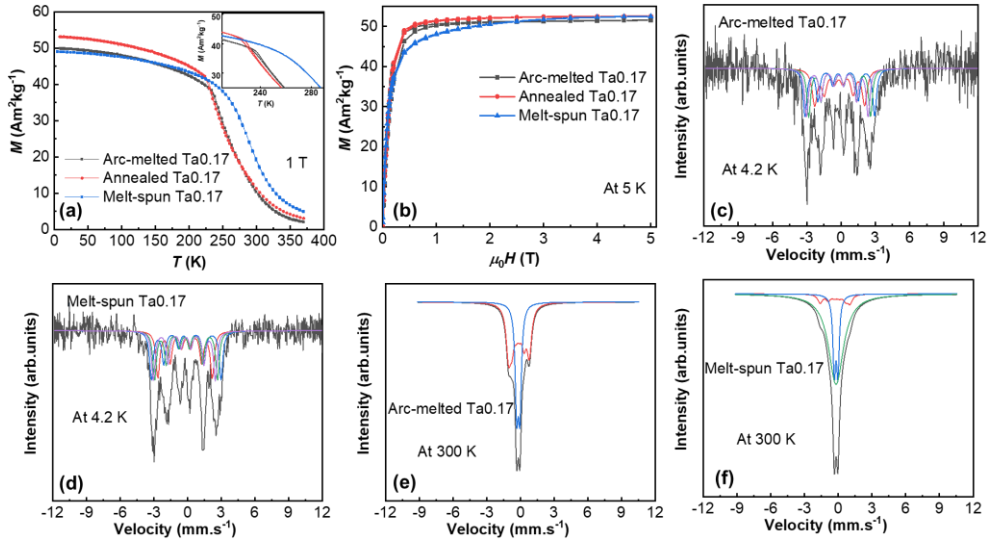 M (Am²kg⁻¹)
60
50
40
30
20
10
0
M (Am²kg⁻¹)
50
40
30
240
280
T (K)
1 T
Arc-melted Ta0.17
Annealed Ta0.17
Melt-spun Ta0.17
(a)
0 50 100 150 200 250 300 350 400
T (K)
M (Am²kg⁻¹)
50
40
30
20
10
0
Arc-melted Ta0.17
Annealed Ta0.17
Melt-spun Ta0.17
(b)
At 5 K
0 1 2 3 4 5
μ₀H (T)
Intensity (arb.units)
Arc-melted Ta0.17
At 4.2 K
(c)
-12 -9 -6 -3 0 3 6 9 12
Velocity (mm.s⁻¹)
Intensity (arb.units)
Melt-spun Ta0.17
At 4.2 K
(d)
-12 -9 -6 -3 0 3 6 9 12
Velocity (mm.s⁻¹)
Intensity (arb.units)
Arc-melted Ta0.17
At 300 K
(e)
-12 -9 -6 -3 0 3 6 9 12
Velocity (mm.s⁻¹)
Intensity (arb.units)
Melt-spun Ta0.17
At 300 K
(f)
-12 -9 -6 -3 0 3 6 9 12
Velocity (mm.s⁻¹)